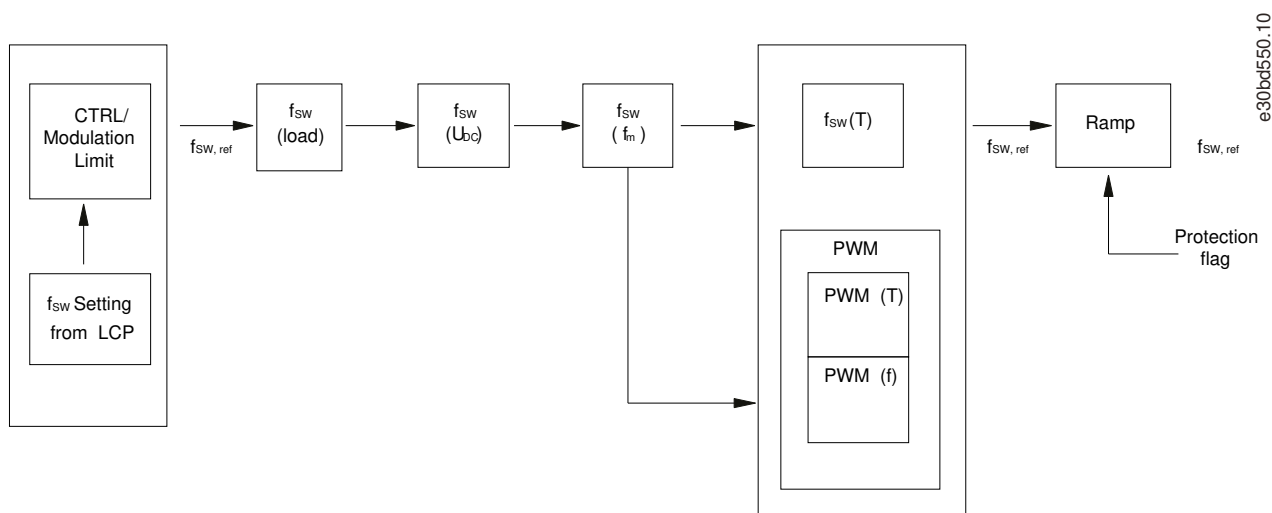 CTRL/
Modulation
Limit
fSW Setting
from LCP
fSW, ref
fSW
(load)
fSW
(UDC)
fSW
( fm )
fSW (T)
PWM
PWM (T)
PWM (f)
fSW, ref
Ramp
fSW, ref
Protection
flag
e30bd550.10